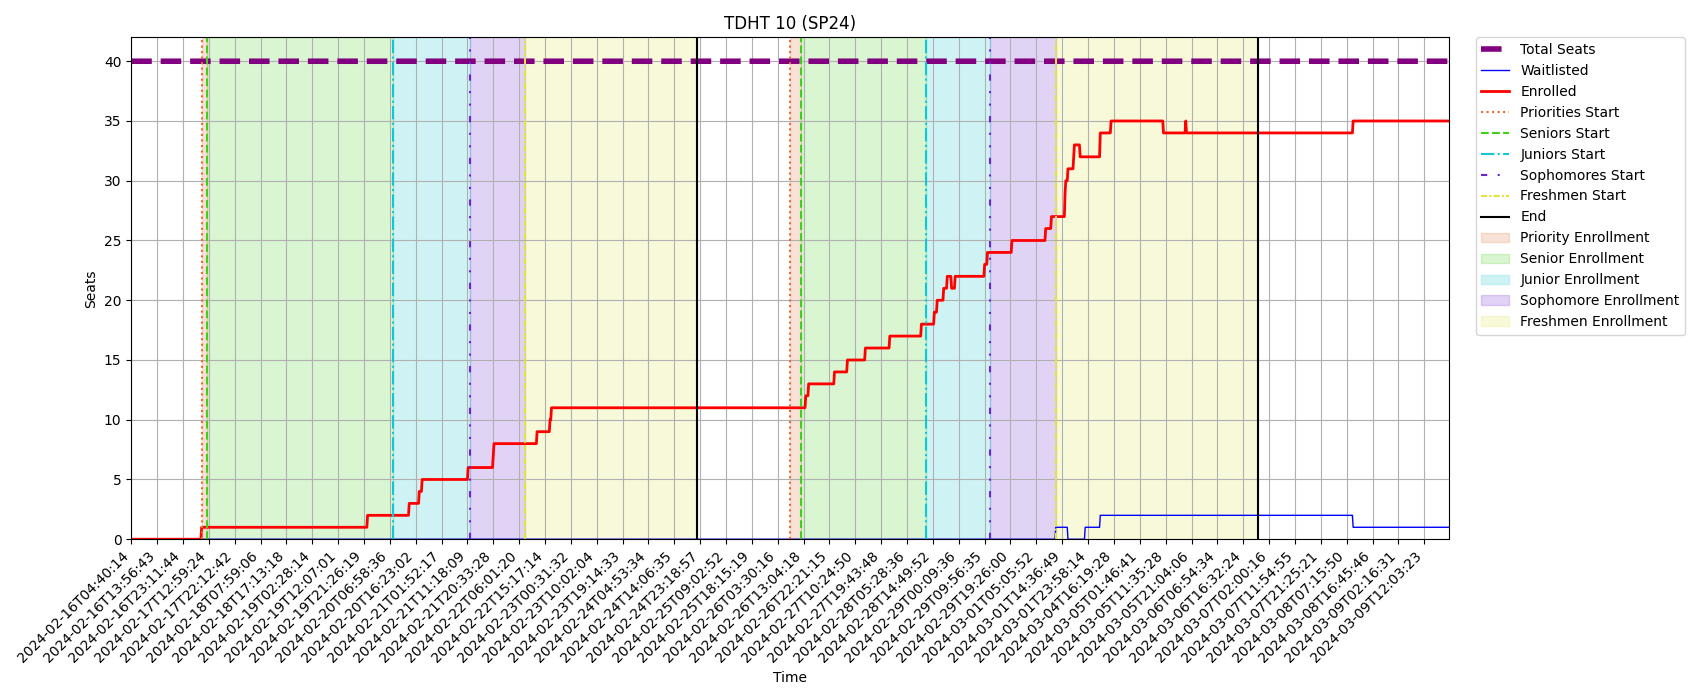 TDHT 10 (SP24)
Total Seats
Waitlisted
Enrolled
Priorities Start
Seniors Start
Juniors Start
Sophomores Start
Freshmen Start
End
Priority Enrollment
Senior Enrollment
Junior Enrollment
Sophomore Enrollment
Freshmen Enrollment
Seats
40
35
30
25
20
15
10
5
0
2024-02-16T04:40:14
2024-02-16T13:56:43
2024-02-16T23:11:44
2024-02-17T12:59:24
2024-02-17T22:12:42
2024-02-18T07:59:06
2024-02-18T17:13:18
2024-02-19T02:28:14
2024-02-19T12:07:01
2024-02-19T21:26:19
2024-02-20T06:58:36
2024-02-20T16:23:02
2024-02-21T01:52:17
2024-02-21T11:18:09
2024-02-21T20:33:28
2024-02-22T06:01:20
2024-02-22T15:17:14
2024-02-23T00:31:32
2024-02-23T10:02:04
2024-02-23T19:14:33
2024-02-24T04:53:34
2024-02-24T14:06:35
2024-02-24T23:18:57
2024-02-25T09:02:52
2024-02-25T18:15:19
2024-02-26T03:30:16
2024-02-26T13:04:18
2024-02-26T22:21:15
2024-02-27T10:24:50
2024-02-27T19:43:48
2024-02-28T05:28:36
2024-02-28T14:49:52
2024-02-29T00:09:36
2024-02-29T09:56:35
2024-02-29T19:26:00
2024-03-01T05:05:52
2024-03-01T14:36:49
2024-03-01T23:58:14
2024-03-04T16:19:28
2024-03-05T01:46:41
2024-03-05T11:35:28
2024-03-05T21:04:06
2024-03-06T06:54:34
2024-03-06T16:32:24
2024-03-07T02:00:16
2024-03-07T11:54:55
2024-03-07T21:25:21
2024-03-08T07:15:50
2024-03-08T16:45:46
2024-03-09T02:16:31
2024-03-09T12:03:23
Time